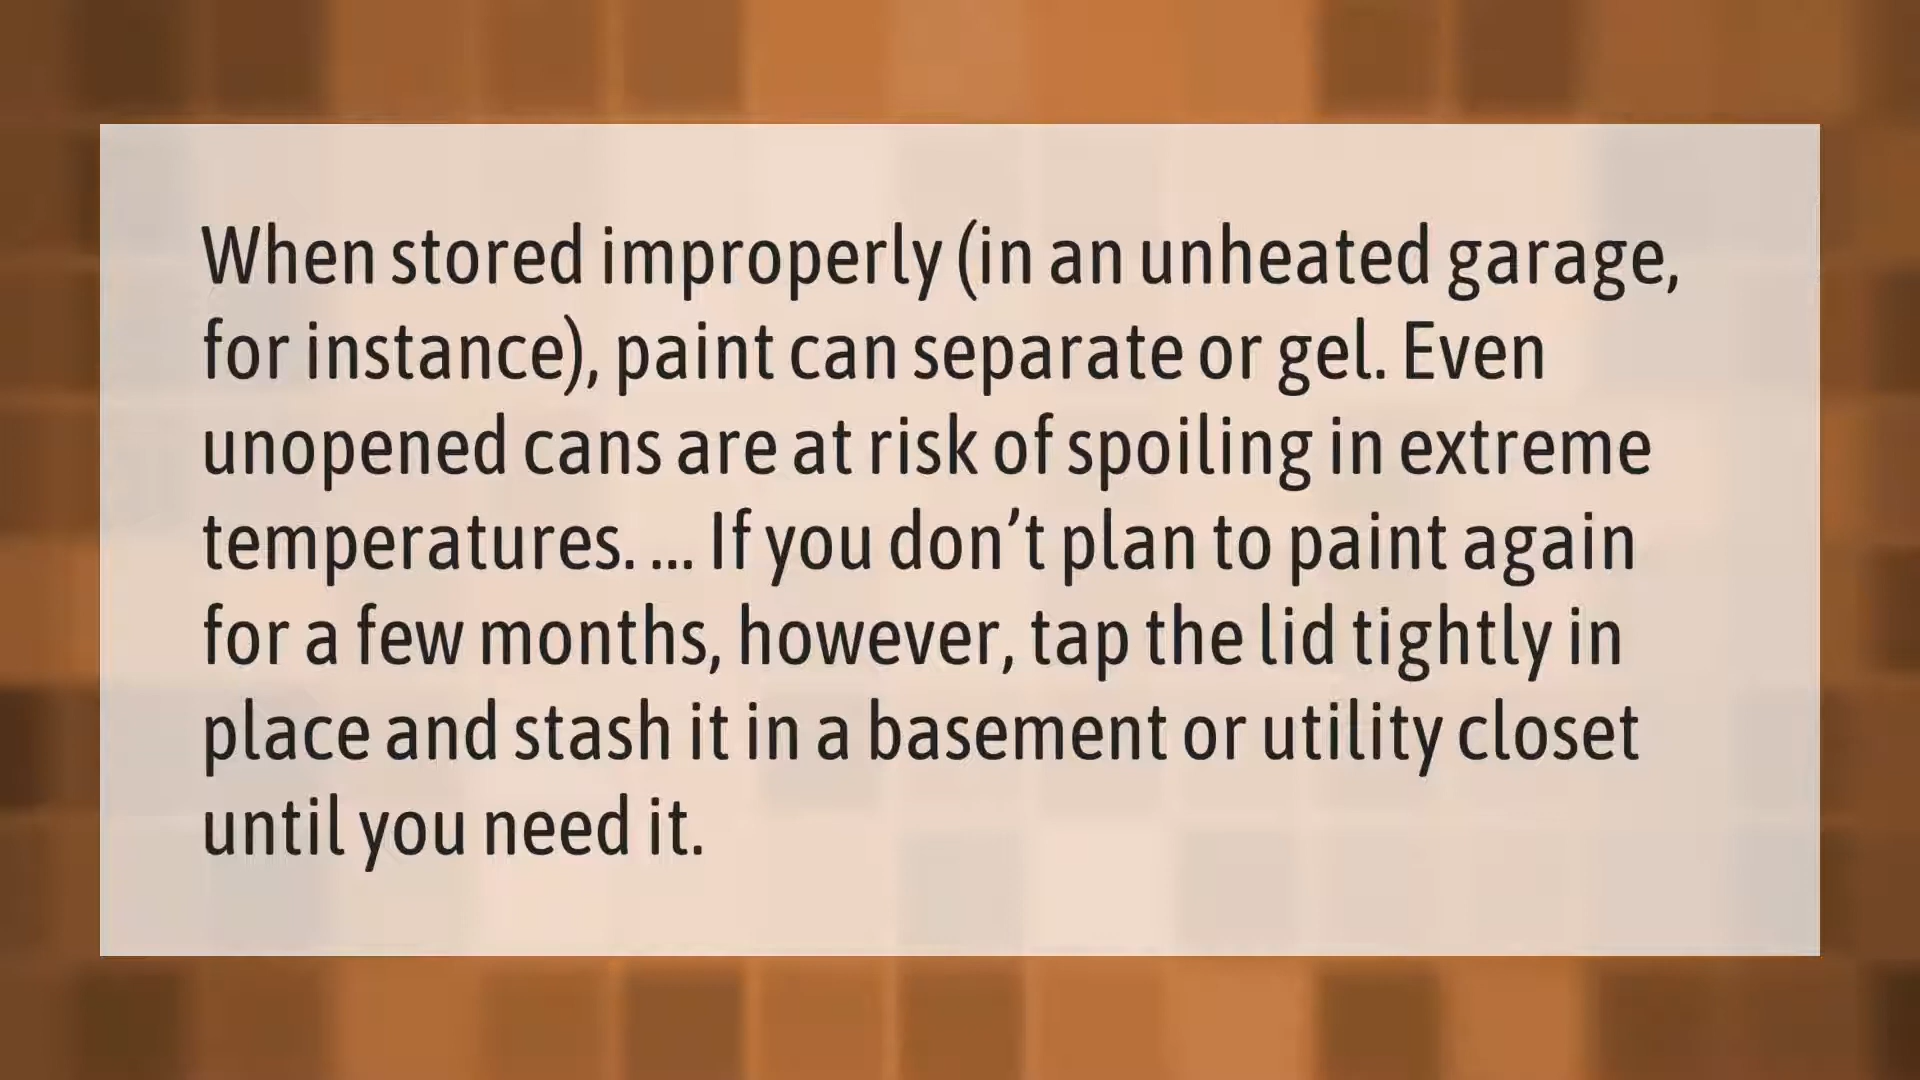 When stored improperly (in an unheated garage,
for instance), paint can separate or gel. Even
unopened cans are at risk of spoiling in extreme
temperatures. ... If you don’t plan to paint again
for a few months, however, tap the lid tightly in
place and stash it in a basement or utility closet
until you need it.